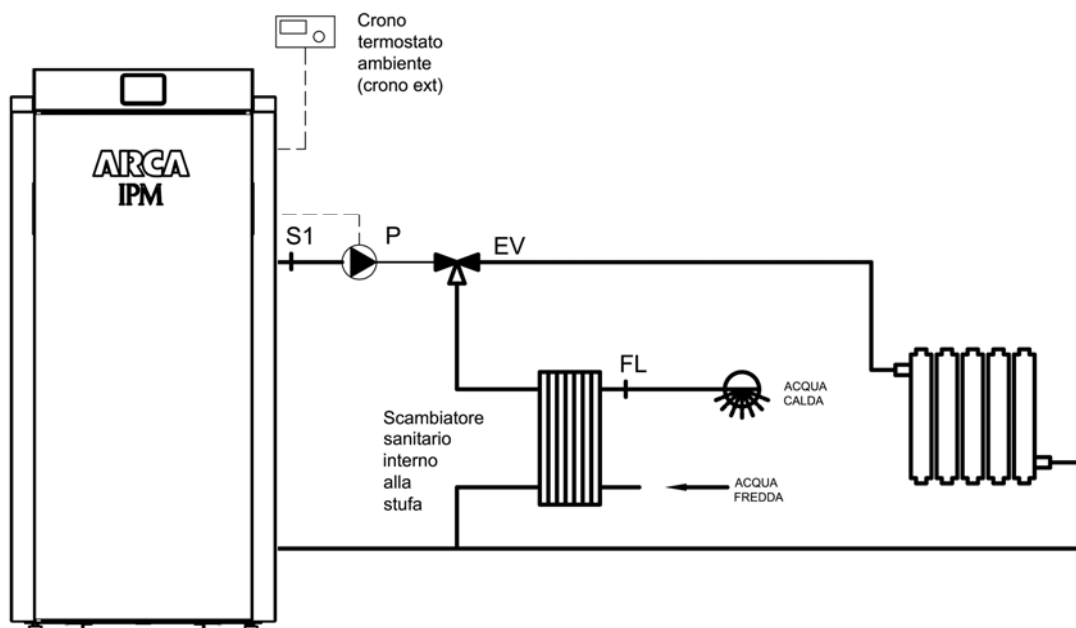 Crono
termostato
ambiente
(crono ext)
ARCA
IPM
S1
P
EV
FL
ACQUA
CALDA
Scambiatore
sanitario
interno
alla
stufa
ACQUA
FREDDA